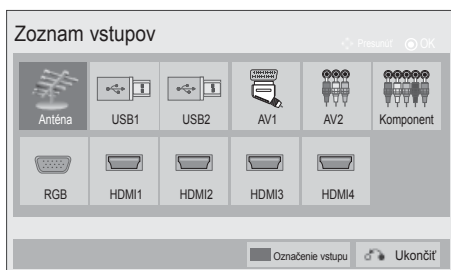 Zoznam vstupov
Presunúť OK
Anténa USB1 USB2 AV1 AV2 Komponent
RGB HDMI1 HDMI2 HDMI3 HDMI4
Označenie vstupu Ukončiť